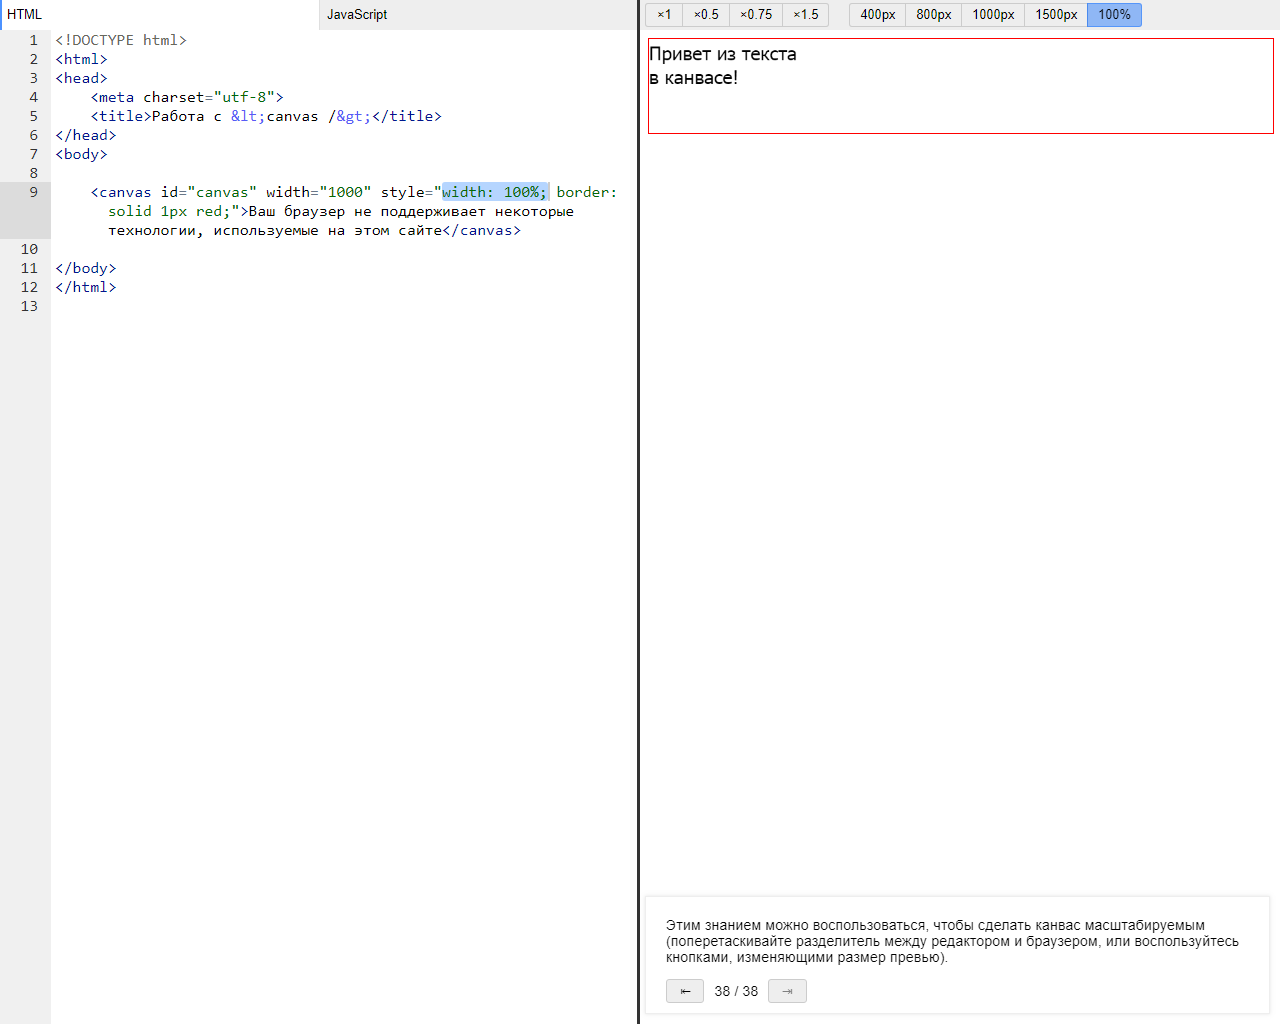 HTML
JavaScript
×1 ×0.5 ×0.75 ×1.5 400px 800px 1000px 1500px 100%
1 <!DOCTYPE html>
2 <html>
3 <head>
4 <meta charset="utf-8">
5 <title>Работа с &lt;canvas /&gt;</title>
6 </head>
7 <body>
8
9 <canvas id="canvas" width="1000" style="width: 100%; border:
solid 1px red;">Ваш браузер не поддерживает некоторые
технологии, используемые на этом сайте</canvas>
10
11 </body>
12 </html>
13
Привет из текста
в канвасе!
Этим знанием можно воспользоваться, чтобы сделать канвас масштабируемым
(поперетаскивайте разделитель между редактором и браузером, или воспользуйтесь
кнопками, изменяющими размер превью).
⇤ 38 / 38 ⇥